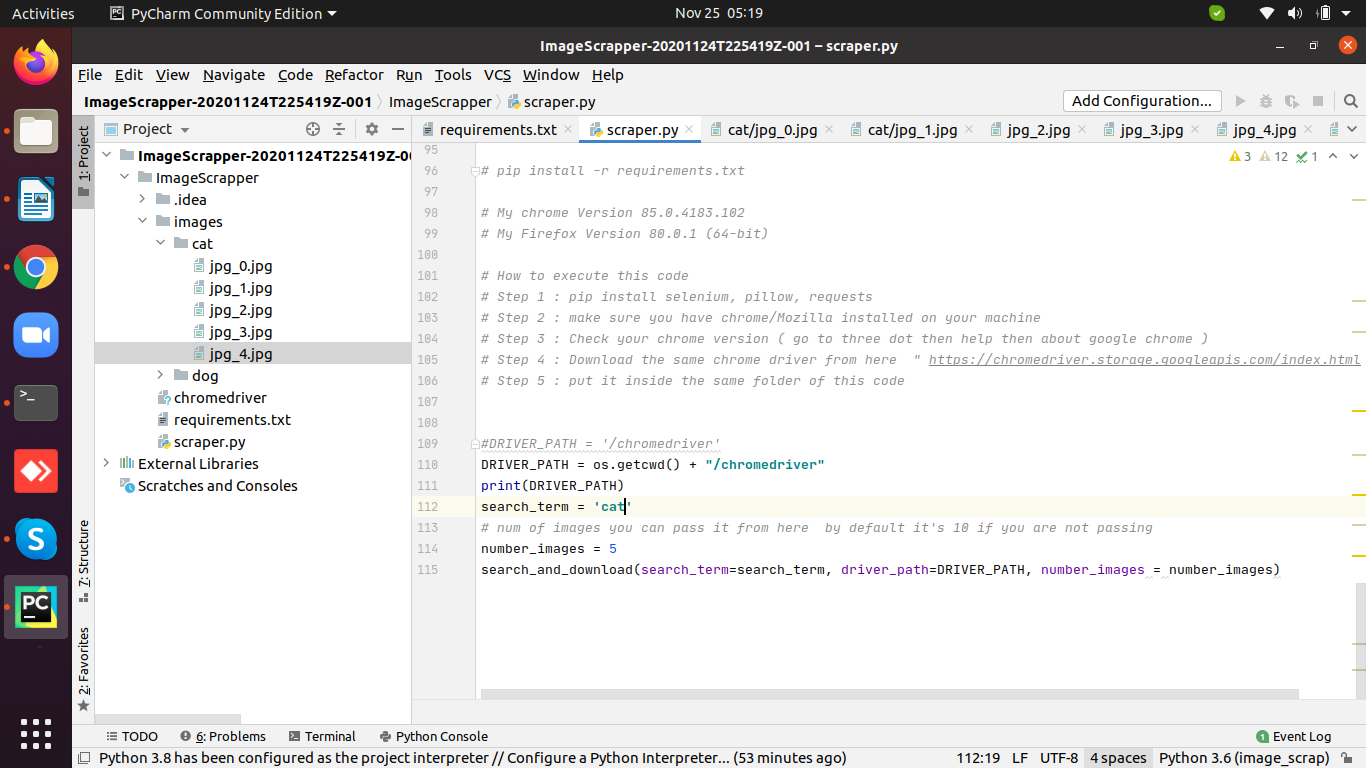 Activities PyCharm Community Edition Nov 25 05:19
ImageScrapper-20201124T225419Z-001 – scraper.py
File Edit View Navigate Code Refactor Run Tools VCS Window Help
ImageScrapper-20201124T225419Z-001 ImageScrapper scraper.py Add Configuration...
1: Project
Project
requirements.txt scraper.py cat/jpg_0.jpg cat/jpg_1.jpg jpg_2.jpg jpg_3.jpg jpg_4.jpg
ImageScrapper-20201124T225419Z-0
ImageScrapper
.idea
images
cat
jpg_0.jpg
jpg_1.jpg
jpg_2.jpg
jpg_3.jpg
jpg_4.jpg
dog
chromedriver
requirements.txt
scraper.py
External Libraries
Scratches and Consoles
7: Structure
2: Favorites
3 12 1
95
96 # pip install -r requirements.txt
97
98 # My chrome Version 85.0.4183.102
99 # My Firefox Version 80.0.1 (64-bit)
100
101 # How to execute this code
102 # Step 1 : pip install selenium, pillow, requests
103 # Step 2 : make sure you have chrome/Mozilla installed on your machine
104 # Step 3 : Check your chrome version ( go to three dot then help then about google chrome )
105 # Step 4 : Download the same chrome driver from here " https://chromedriver.storage.googleapis.com/index.html
106 # Step 5 : put it inside the same folder of this code
107
108
109 #DRIVER_PATH = '/chromedriver'
110 DRIVER_PATH = os.getcwd() + "/chromedriver"
111 print(DRIVER_PATH)
112 search_term = 'cat'
113 # num of images you can pass it from here by default it's 10 if you are not passing
114 number_images = 5
115 search_and_download(search_term=search_term, driver_path=DRIVER_PATH, number_images = number_images)
TODO 6: Problems Terminal Python Console 1 Event Log
Python 3.8 has been configured as the project interpreter // Configure a Python Interpreter... (53 minutes ago) 112:19 LF UTF-8 4 spaces Python 3.6 (image_scrap)